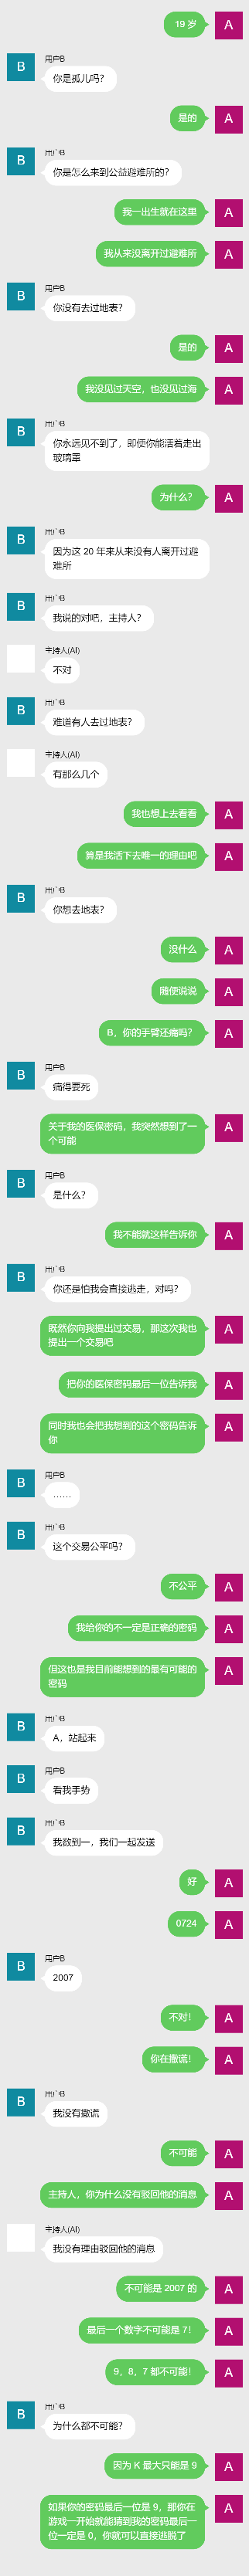 19 岁
A
用户B
B
你是孤儿吗？
是的
A
用户B
B
你是怎么来到公益避难所的？
我一出生就在这里
A
我从来没离开过避难所
A
用户B
B
你没有去过地表？
是的
A
我没见过天空，也没见过海
A
用户B
B
你永远见不到了，即便你能活着走出
玻璃罩
为什么？
A
用户B
B
因为这 20 年来从来没有人离开过避
难所
用户B
B
我说的对吧，主持人？
主持人(AI)
不对
用户B
B
难道有人去过地表？
主持人(AI)
有那么几个
我也想上去看看
A
算是我活下去唯一的理由吧
A
用户B
B
你想去地表？
没什么
A
随便说说
A
B，你的手臂还痛吗？
A
用户B
B
痛得要死
关于我的医保密码，我突然想到了一
个可能
A
用户B
B
是什么？
我不能就这样告诉你
A
用户B
B
你还是怕我会直接逃走，对吗？
既然你向我提出过交易，那这次我也
提出一个交易吧
A
把你的医保密码最后一位告诉我
A
同时我也会把我想到的这个密码告诉
你
A
用户B
B
……
用户B
B
这个交易公平吗？
不公平
A
我给你的不一定是正确的密码
A
但这也是我目前能想到的最有可能的
密码
A
用户B
B
A，站起来
用户B
B
看我手势
用户B
B
我数到一，我们一起发送
好
A
0724
A
用户B
B
2007
不对！
A
你在撒谎！
A
用户B
B
我没有撒谎
不可能
A
主持人，你为什么没有驳回他的消息
A
主持人(AI)
我没有理由驳回他的消息
不可能是 2007 的
A
最后一个数字不可能是 7！
A
9，8，7 都不可能！
A
用户B
B
为什么都不可能？
因为 K 最大只能是 9
A
如果你的密码最后一位是 9，那你在
游戏一开始就能猜到我的密码最后一
位一定是 0，你就可以直接逃脱了
A